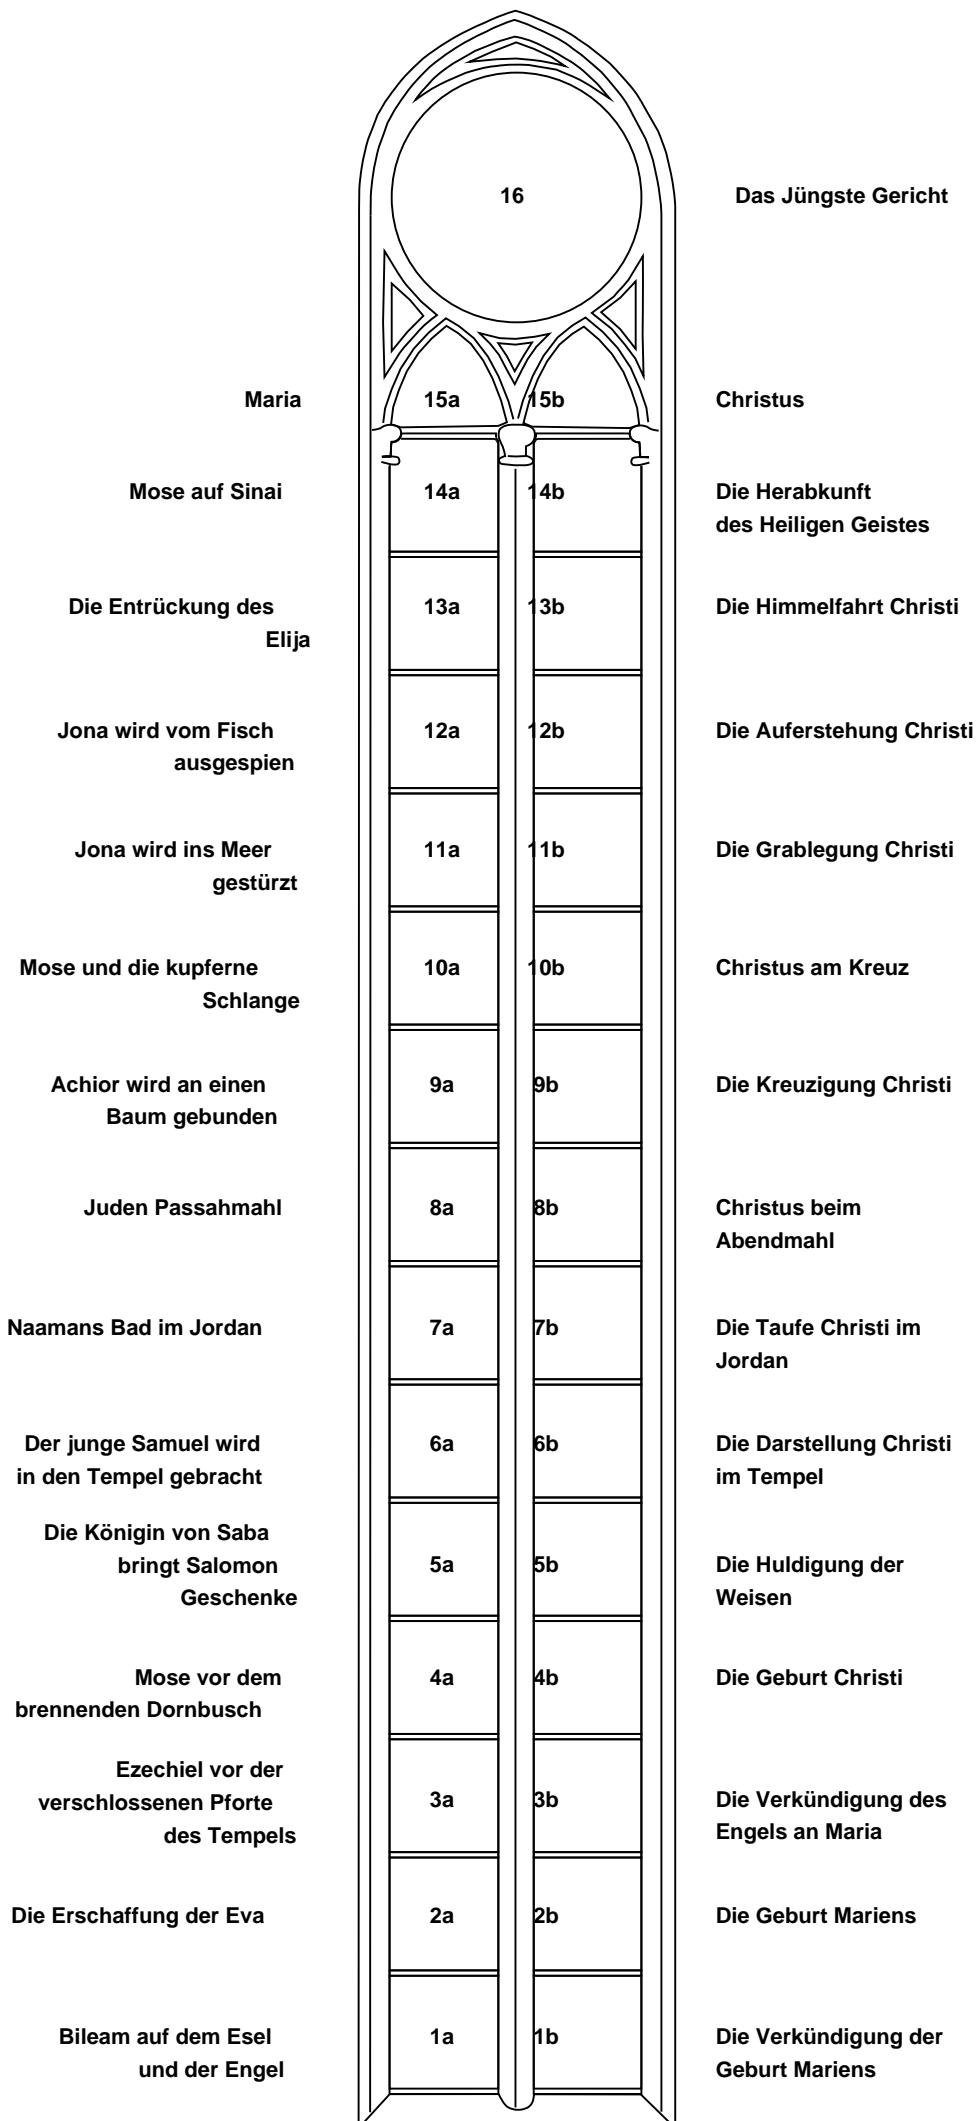 16
Das Jüngste Gericht
Maria
15a
15b
Christus
Mose auf Sinai
14a
14b
Die Herabkunft
des Heiligen Geistes
Die Entrückung des
Elija
13a
13b
Die Himmelfahrt Christi
Jona wird vom Fisch
ausgespien
12a
12b
Die Auferstehung Christi
Jona wird ins Meer
gestürzt
11a
11b
Die Grablegung Christi
Mose und die kupferne
Schlange
10a
10b
Christus am Kreuz
Achior wird an einen
Baum gebunden
9a
9b
Die Kreuzigung Christi
Juden Passahmahl
8a
8b
Christus beim
Abendmahl
Naamans Bad im Jordan
7a
7b
Die Taufe Christi im
Jordan
Der junge Samuel wird
in den Tempel gebracht
6a
6b
Die Darstellung Christi
im Tempel
Die Königin von Saba
bringt Salomon
Geschenke
5a
5b
Die Huldigung der
Weisen
Mose vor dem
brennenden Dornbusch
4a
4b
Die Geburt Christi
Ezechiel vor der
verschlossenen Pforte
des Tempels
3a
3b
Die Verkündigung des
Engels an Maria
Die Erschaffung der Eva
2a
2b
Die Geburt Mariens
Bileam auf dem Esel
und der Engel
1a
1b
Die Verkündigung der
Geburt Mariens